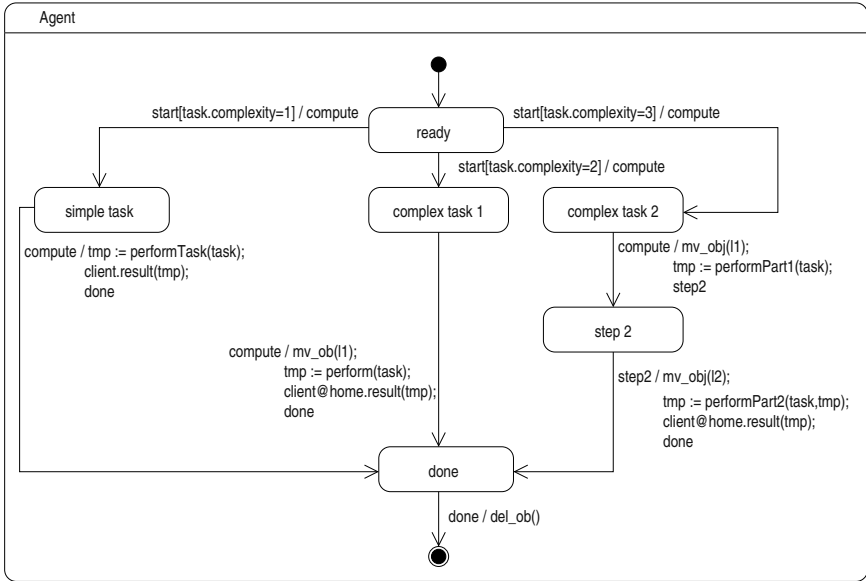 Agent
start[task.complexity=1] / compute
start[task.complexity=3] / compute
ready
start[task.complexity=2] / compute
simple task
complex task 1
complex task 2
compute / tmp := performTask(task);
client.result(tmp);
done
compute / mv_obj(l1);
tmp := performPart1(task);
step2
step 2
compute / mv_ob(l1);
tmp := perform(task);
client@home.result(tmp);
done
step2 / mv_obj(l2);
tmp := performPart2(task,tmp);
client@home.result(tmp);
done
done
done / del_ob()